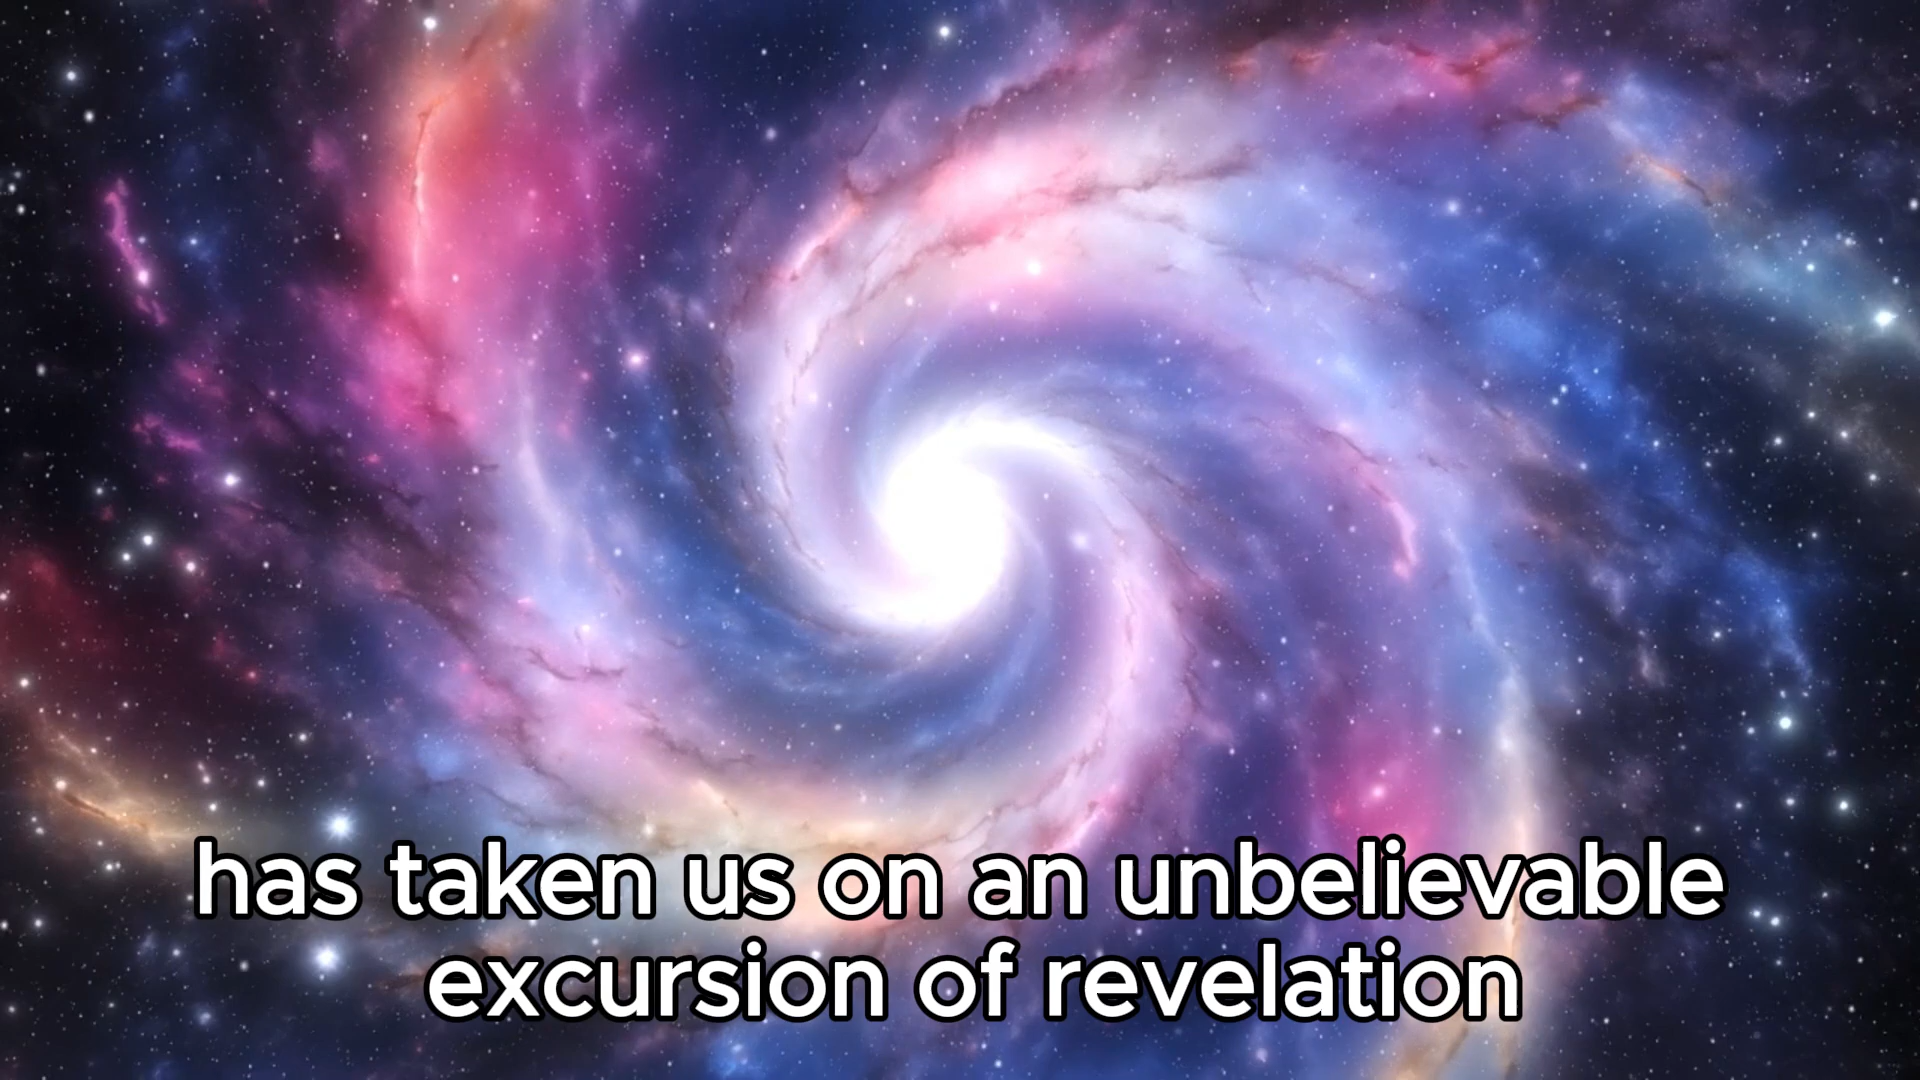 has taken us on an unbelievable
excursion of revelation